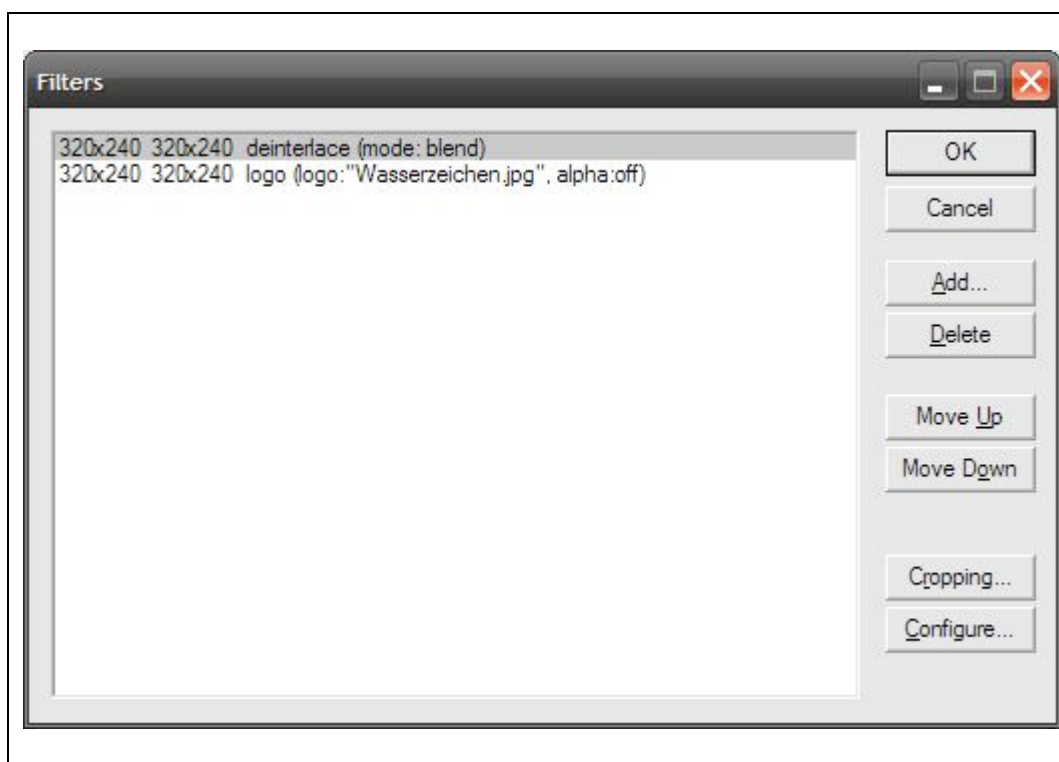 Filters
320x240 320x240 deinterlace (mode: blend)
320x240 320x240 logo (logo:"Wasserzeichen.jpg", alpha:off)
OK
Cancel
Add...
Delete
Move Up
Move Down
Cropping...
Configure...